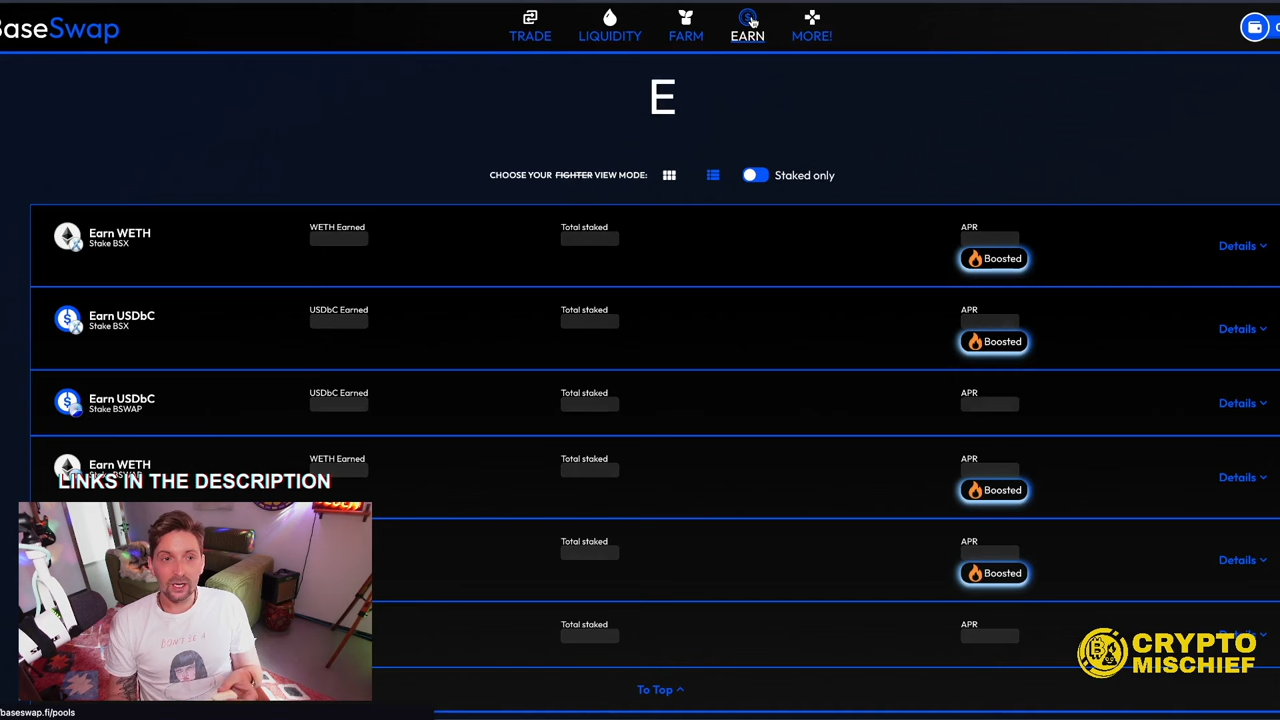 BaseSwap
TRADE
LIQUIDITY
FARM
EARN
MORE!
E
CHOOSE YOUR FIGHTER VIEW MODE:
Staked only
Earn WETH
Stake BSX
WETH Earned
Total staked
APR
Boosted
Details
Earn USDbC
Stake BSX
USDbC Earned
Total staked
APR
Boosted
Details
Earn USDbC
Stake BSWAP
USDbC Earned
Total staked
APR
Details
Earn WETH
WETH Earned
Total staked
APR
Boosted
Details
LINKS IN THE DESCRIPTION
Total staked
APR
Boosted
Details
Total staked
APR
CRYPTO
MISCHIEF
To Top
baseswap.fi/pools